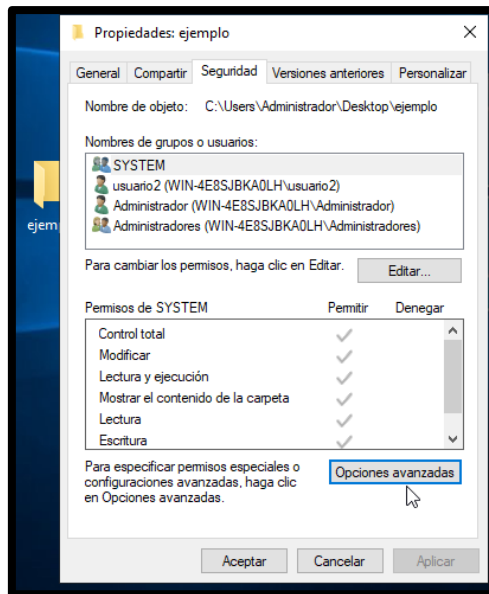 Propiedades: ejemplo
General Compartir Seguridad Versiones anteriores Personalizar
Nombre de objeto: C:\Users\Administrador\Desktop\ejemplo
Nombres de grupos o usuarios:
SYSTEM
usuario2 (WIN-4E8SJBKA0LH\usuario2)
Administrador (WIN-4E8SJBKA0LH\Administrador)
Administradores (WIN-4E8SJBKA0LH\Administradores)
ejem
Para cambiar los permisos, haga clic en Editar. Editar...
Permisos de SYSTEM Permitir Denegar
Control total
Modificar
Lectura y ejecución
Mostrar el contenido de la carpeta
Lectura
Escritura
Para especificar permisos especiales o
configuraciones avanzadas, haga clic
en Opciones avanzadas.
Opciones avanzadas
Aceptar Cancelar Aplicar